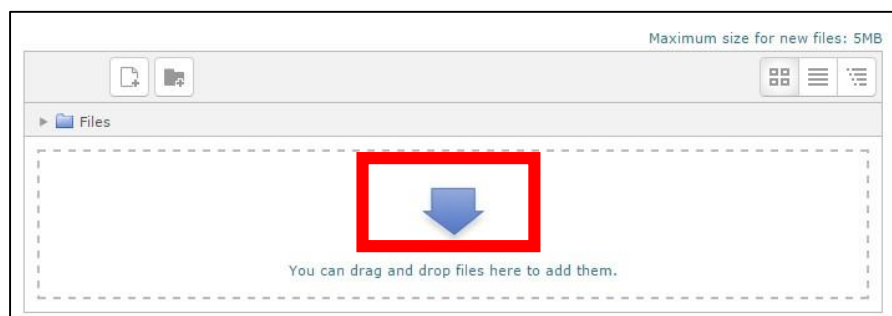 Maximum size for new files: 5MB
Files
You can drag and drop files here to add them.